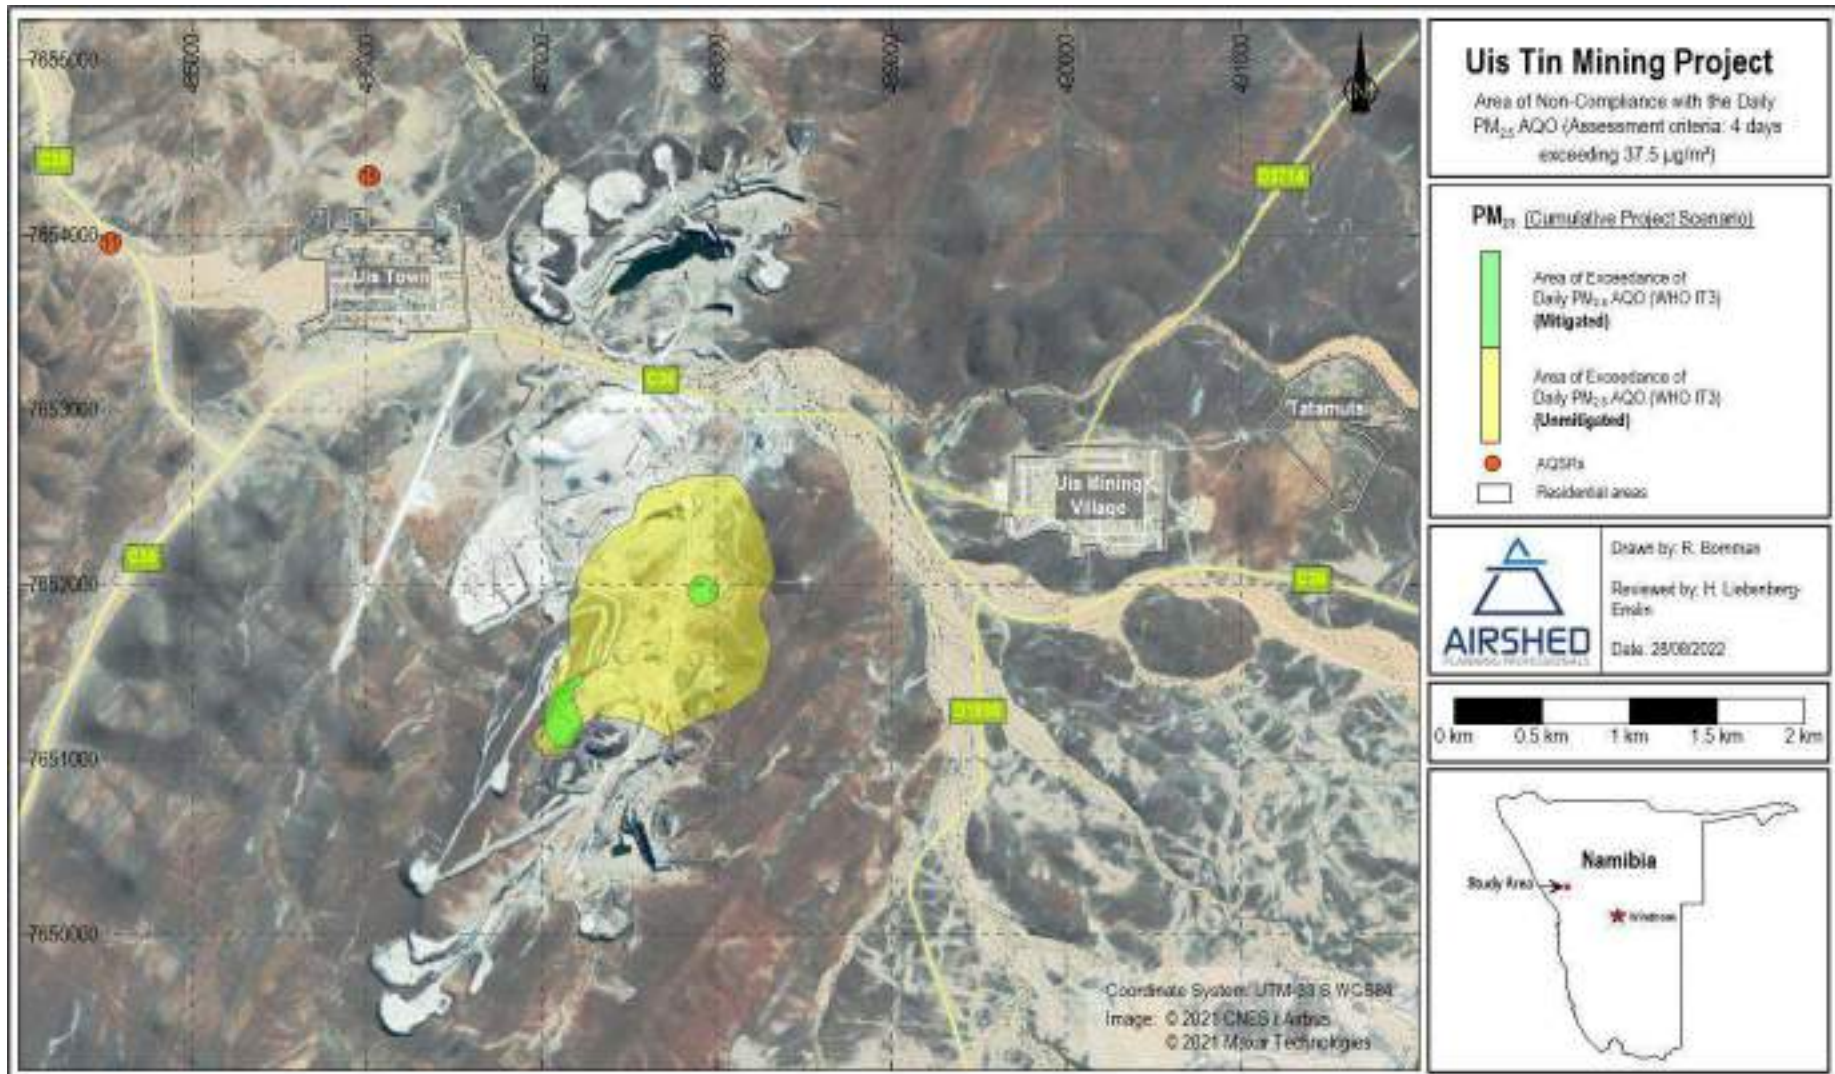 Uis Tin Mining Project
Area of Non-Compliance with the Daily
PM2.5 AQO (Assessment criteria: 4 days
exceeding 37.5 µg/m³)
PM2.5 (Cumulative Project Scenario)
Area of Exceedance of
Daily PM2.5 AQO (WHO IT3)
(Mitigated)
Area of Exceedance of
Daily PM2.5 AQO (WHO IT3)
(Unmitigated)
AQSRs
Residential areas
AIRSHED
PLANNING PROFESSIONALS
Drawn by: R. Bornman
Reviewed by: H. Liebenberg-
Enslin
Date: 28/08/2022
0 km 0.5 km 1 km 1.5 km 2 km
Namibia
Study Area
Windhoek
N
7655000
7654000
7653000
7652000
7651000
7650000
485000 486000 487000 488000 489000 490000 491000
Uis Town
C36
D3714
Tatamutsi
Uis Mining
Village
C36
Coordinate System: UTM-33 S WGS84
Image: © 2021 CNES / Airbus
© 2021 Maxar Technologies